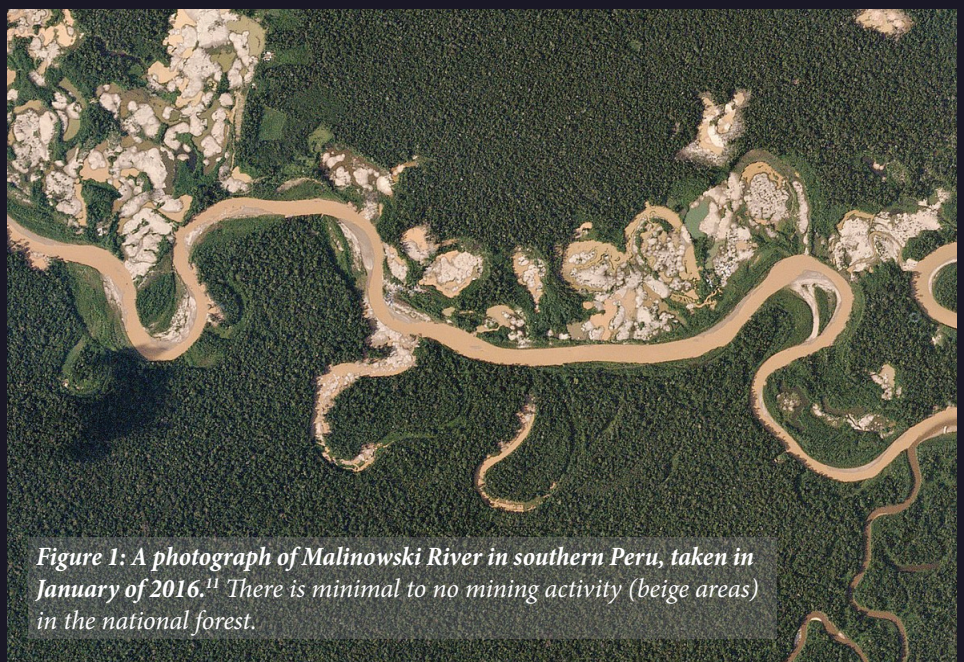 Figure 1: A photograph of Malinowski River in southern Peru, taken in
January of 2016.¹¹ There is minimal to no mining activity (beige areas)
in the national forest.